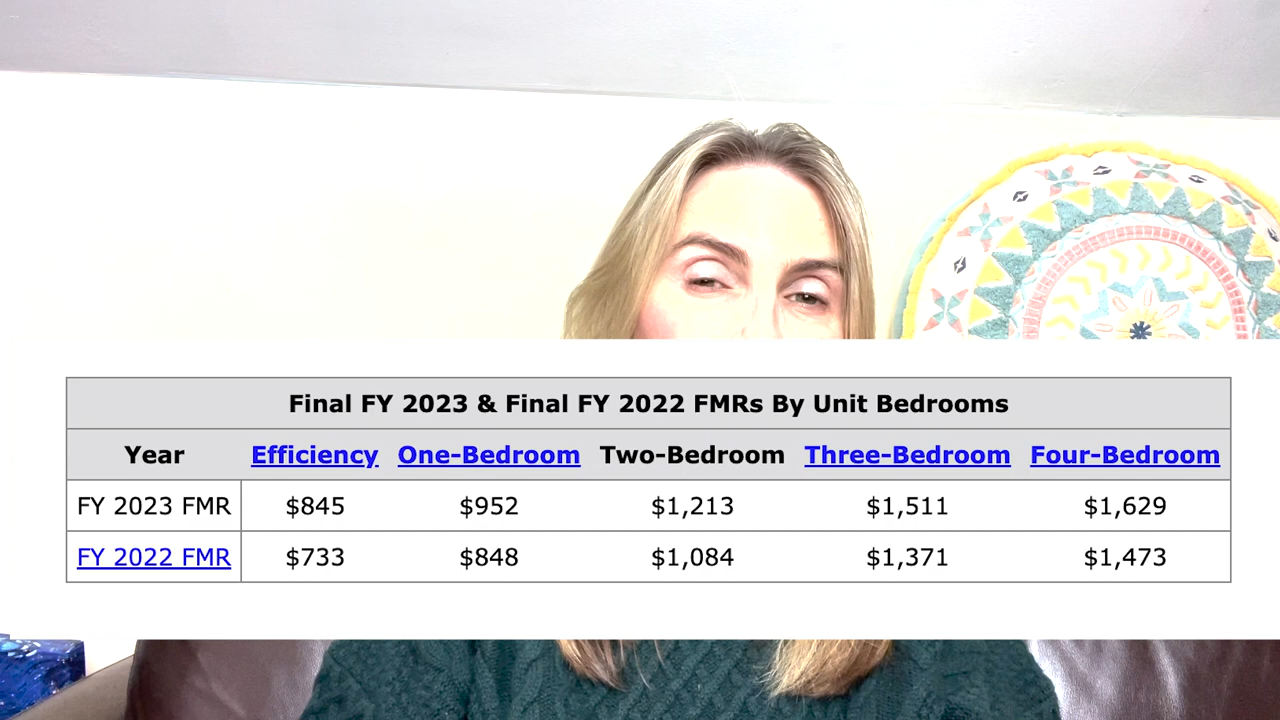 Final FY 2023 & Final FY 2022 FMRs By Unit Bedrooms
Year Efficiency One-Bedroom Two-Bedroom Three-Bedroom Four-Bedroom
FY 2023 FMR $845 $952 $1,213 $1,511 $1,629
FY 2022 FMR $733 $848 $1,084 $1,371 $1,473